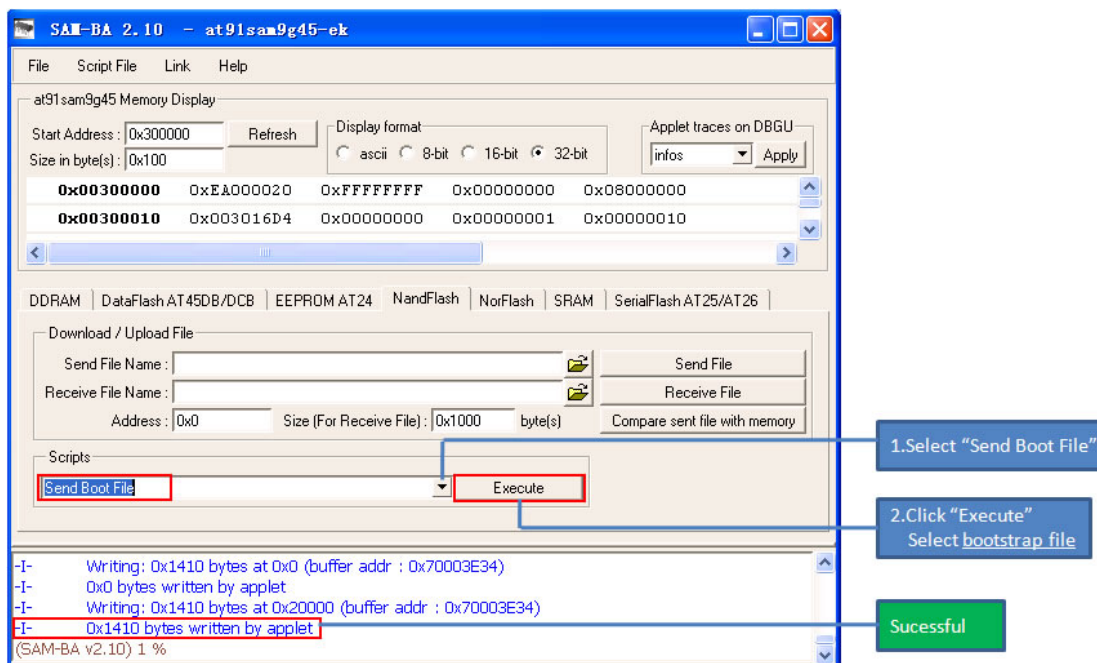 SAM-BA 2.10 - at91sam9g45-ek
File Script File Link Help
at91sam9g45 Memory Display
Start Address : 0x300000 Refresh
Size in byte(s) : 0x100
Display format
ascii 8-bit 16-bit 32-bit
Applet traces on DBGU
infos Apply
0x00300000 0xEA000020 0xFFFFFFFF 0x00000000 0x08000000
0x00300010 0x003016D4 0x00000000 0x00000001 0x00000010
DDRAM DataFlash AT45DB/DCB EEPROM AT24 NandFlash NorFlash SRAM SerialFlash AT25/AT26
Download / Upload File
Send File Name : Send File
Receive File Name : Receive File
Address : 0x0 Size (For Receive File) : 0x1000 byte(s) Compare sent file with memory
Scripts
Send Boot File Execute
1.Select "Send Boot File"
2.Click "Execute"
Select bootstrap file
-I- Writing: 0x1410 bytes at 0x0 (buffer addr : 0x70003E34)
-I- 0x0 bytes written by applet
-I- Writing: 0x1410 bytes at 0x20000 (buffer addr : 0x70003E34)
-I- 0x1410 bytes written by applet
(SAM-BA v2.10) 1 %
Sucessful